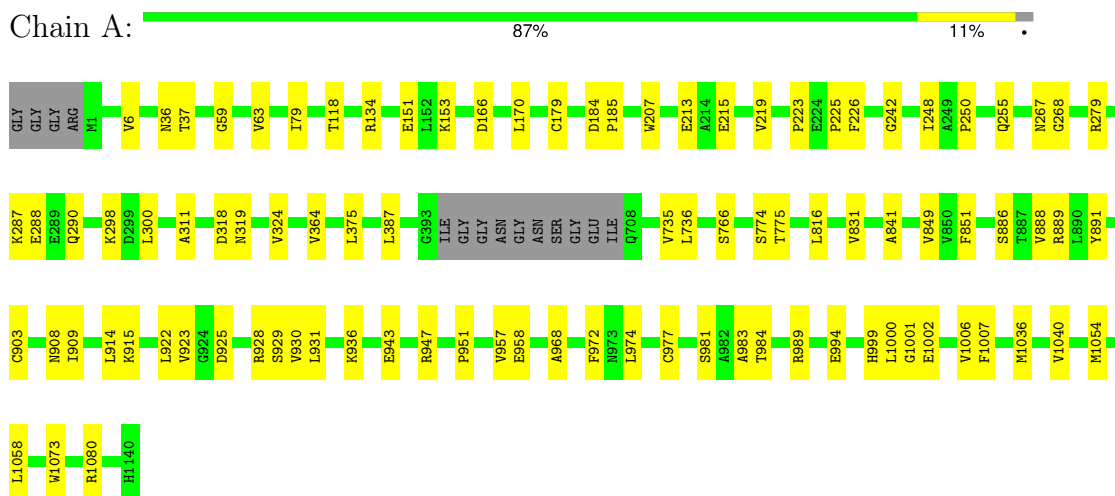 Chain A:
87% 11% •
GLY GLY GLY ARG M1 V6 N36 T37 G59 V63 I79 T118 R134 E151 L152 K153 D166 L170 C179 D184 P185 W207 E213 A214 E215 V219 P223 E224 P225 F226 G242 I248 A249 P250 Q255 N267 G268 R279
K287 E288 E289 Q290 K298 D299 L300 A311 D318 N319 V324 V364 L375 L387 G393 ILE GLY GLY ASN GLY ASN SER GLY GLU ILE Q708 V735 L736 S766 S774 T775 L816 V831 A841 V849 V850 F851 S886 T887 V888 R889 L890 Y891
C903 N908 I909 L914 K915 L922 V923 G924 D925 R928 S929 V930 L931 K936 E943 R947 P951 V957 E958 A968 F972 N973 L974 C977 S981 A982 A983 T984 R989 E994 H999 L1000 G1001 E1002 V1006 F1007 M1036 V1040 M1054
L1058 W1073 R1080 H1140